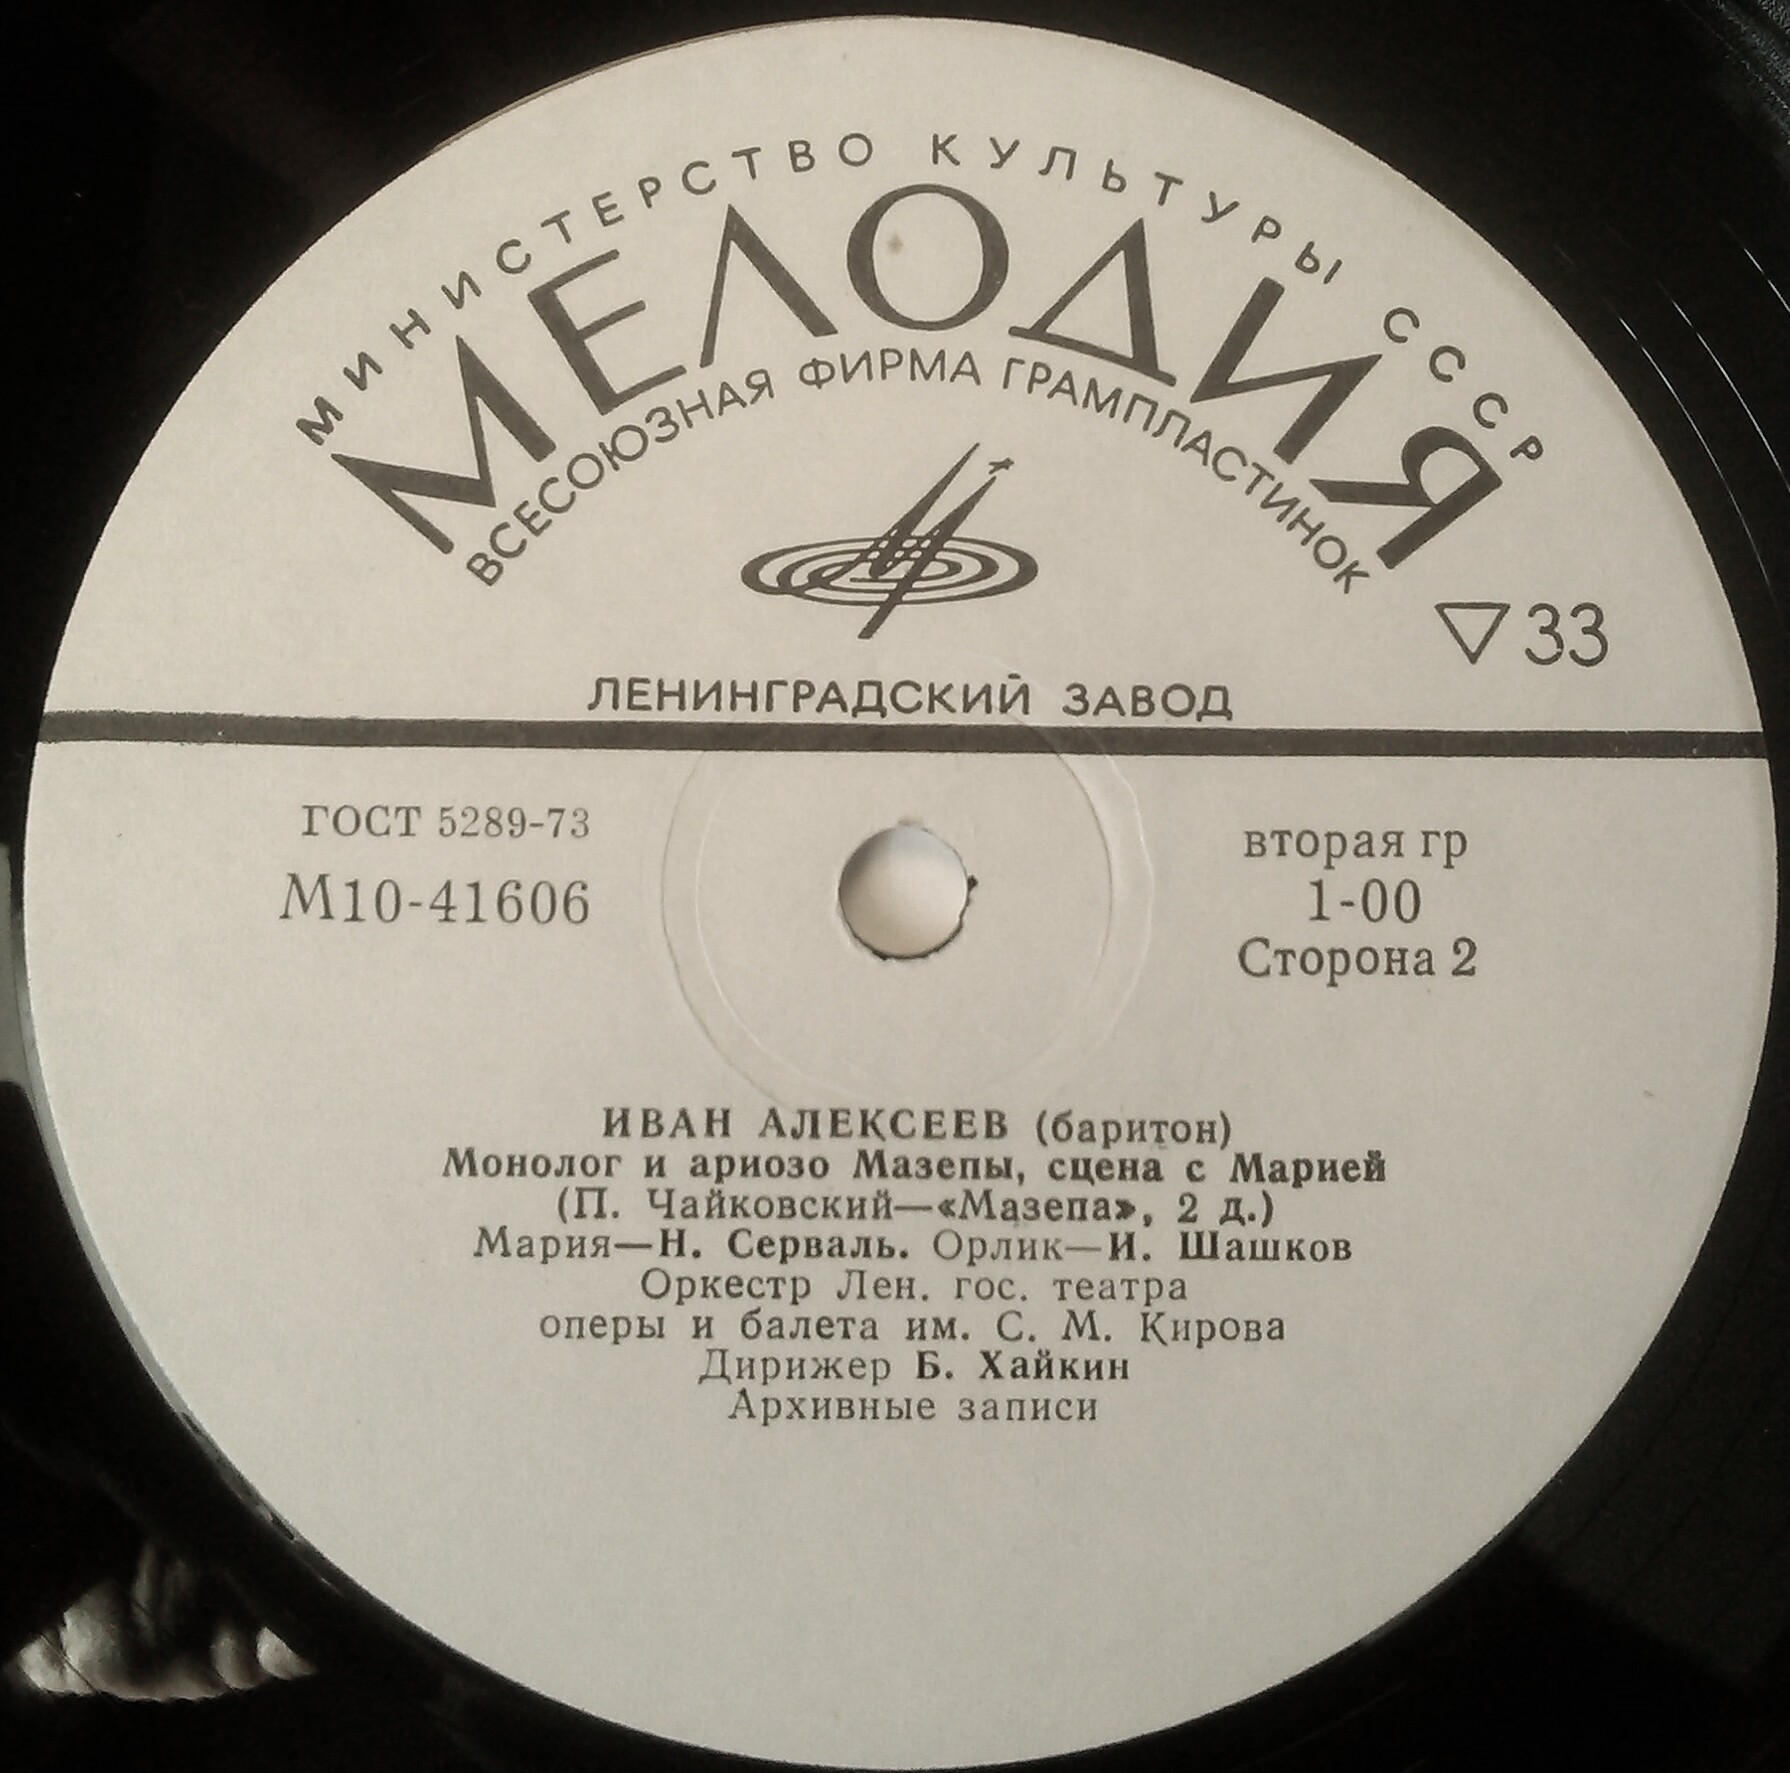 МИНИСТЕРСТВО КУЛЬТУРЫ СССР
МЕЛОДИЯ
ВСЕСОЮЗНАЯ ФИРМА ГРАМПЛАСТИНОК
▽33
ЛЕНИНГРАДСКИЙ ЗАВОД
ГОСТ 5289-73
М10-41606
вторая гр
1-00
Сторона 2
ИВАН АЛЕКСЕЕВ (баритон)
Монолог и ариозо Мазепы, сцена с Марией
(П. Чайковский—«Мазепа», 2 д.)
Мария—Н. Серваль. Орлик—И. Шашков
Оркестр Лен. гос. театра
оперы и балета им. С. М. Кирова
Дирижер Б. Хайкин
Архивные записи